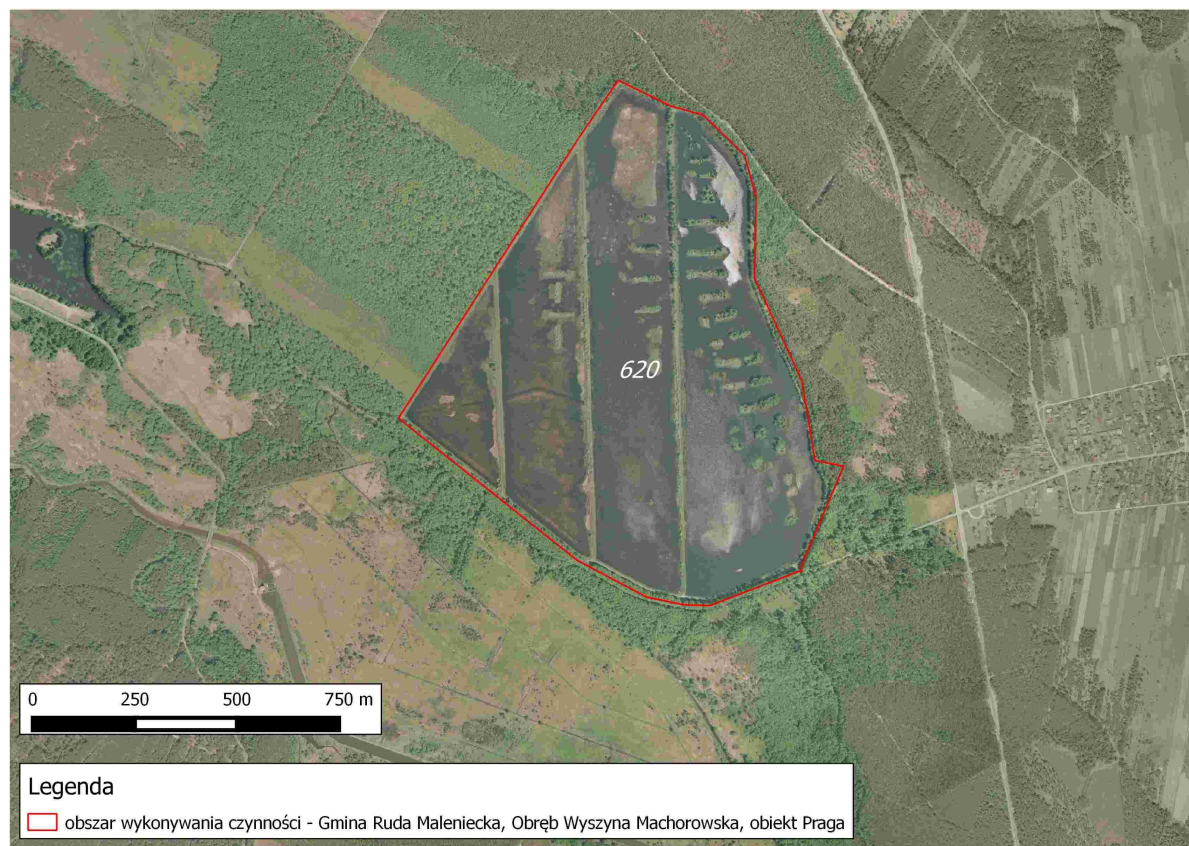 620
0 250 500 750 m
Legenda
obszar wykonywania czynności - Gmina Ruda Maleniecka, Obręb Wyszyna Machorowska, obiekt Praga